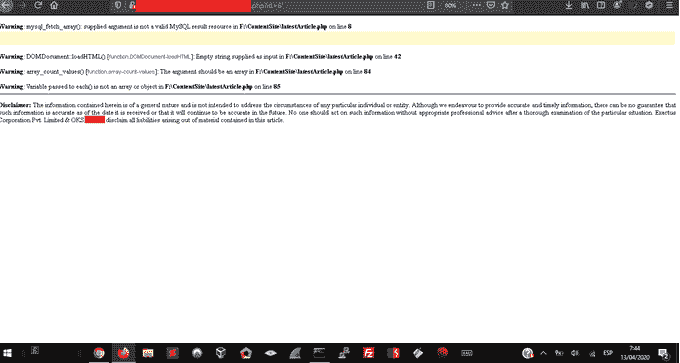 .php?id=6'
60%
Warning: mysql_fetch_array(): supplied argument is not a valid MySQL result resource in F:\ContentSite\latestArticle.php on line 8
Warning: DOMDocument::loadHTML() [function.DOMDocument-loadHTML]: Empty string supplied as input in F:\ContentSite\latestArticle.php on line 42
Warning: array_count_values() [function.array-count-values]: The argument should be an array in F:\ContentSite\latestArticle.php on line 84
Warning: Variable passed to each() is not an array or object in F:\ContentSite\latestArticle.php on line 85
Disclaimer: The information contained herein is of a general nature and is not intended to address the circumstances of any particular individual or entity. Although we endeavour to provide accurate and timely information, there can be no guarantee that
such information is accurate as of the date it is received or that it will continue to be accurate in the future. No one should act on such information without appropriate professional advice after a thorough examination of the particular situation. Exactus
Corporation Pvt. Limited & GKS disclaim all liabilities arising out of material contained in this article.
ESP
7:44
13/04/2020